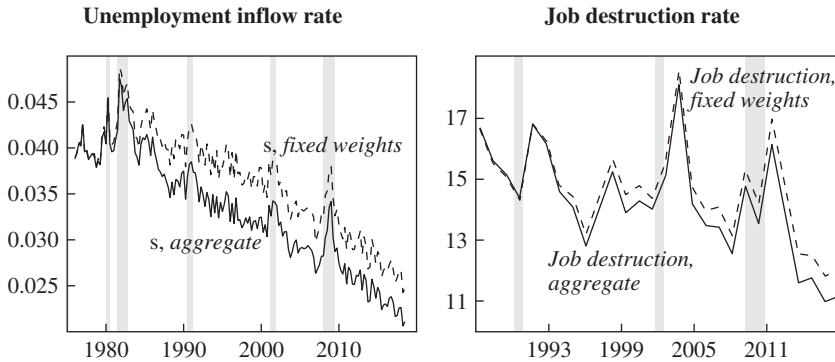 Unemployment inflow rate
0.045
0.040
0.035
0.030
0.025
s, fixed weights
s, aggregate
1980 1990 2000 2010
Job destruction rate
17
15
13
11
Job destruction,
fixed weights
Job destruction,
aggregate
1993 1999 2005 2011